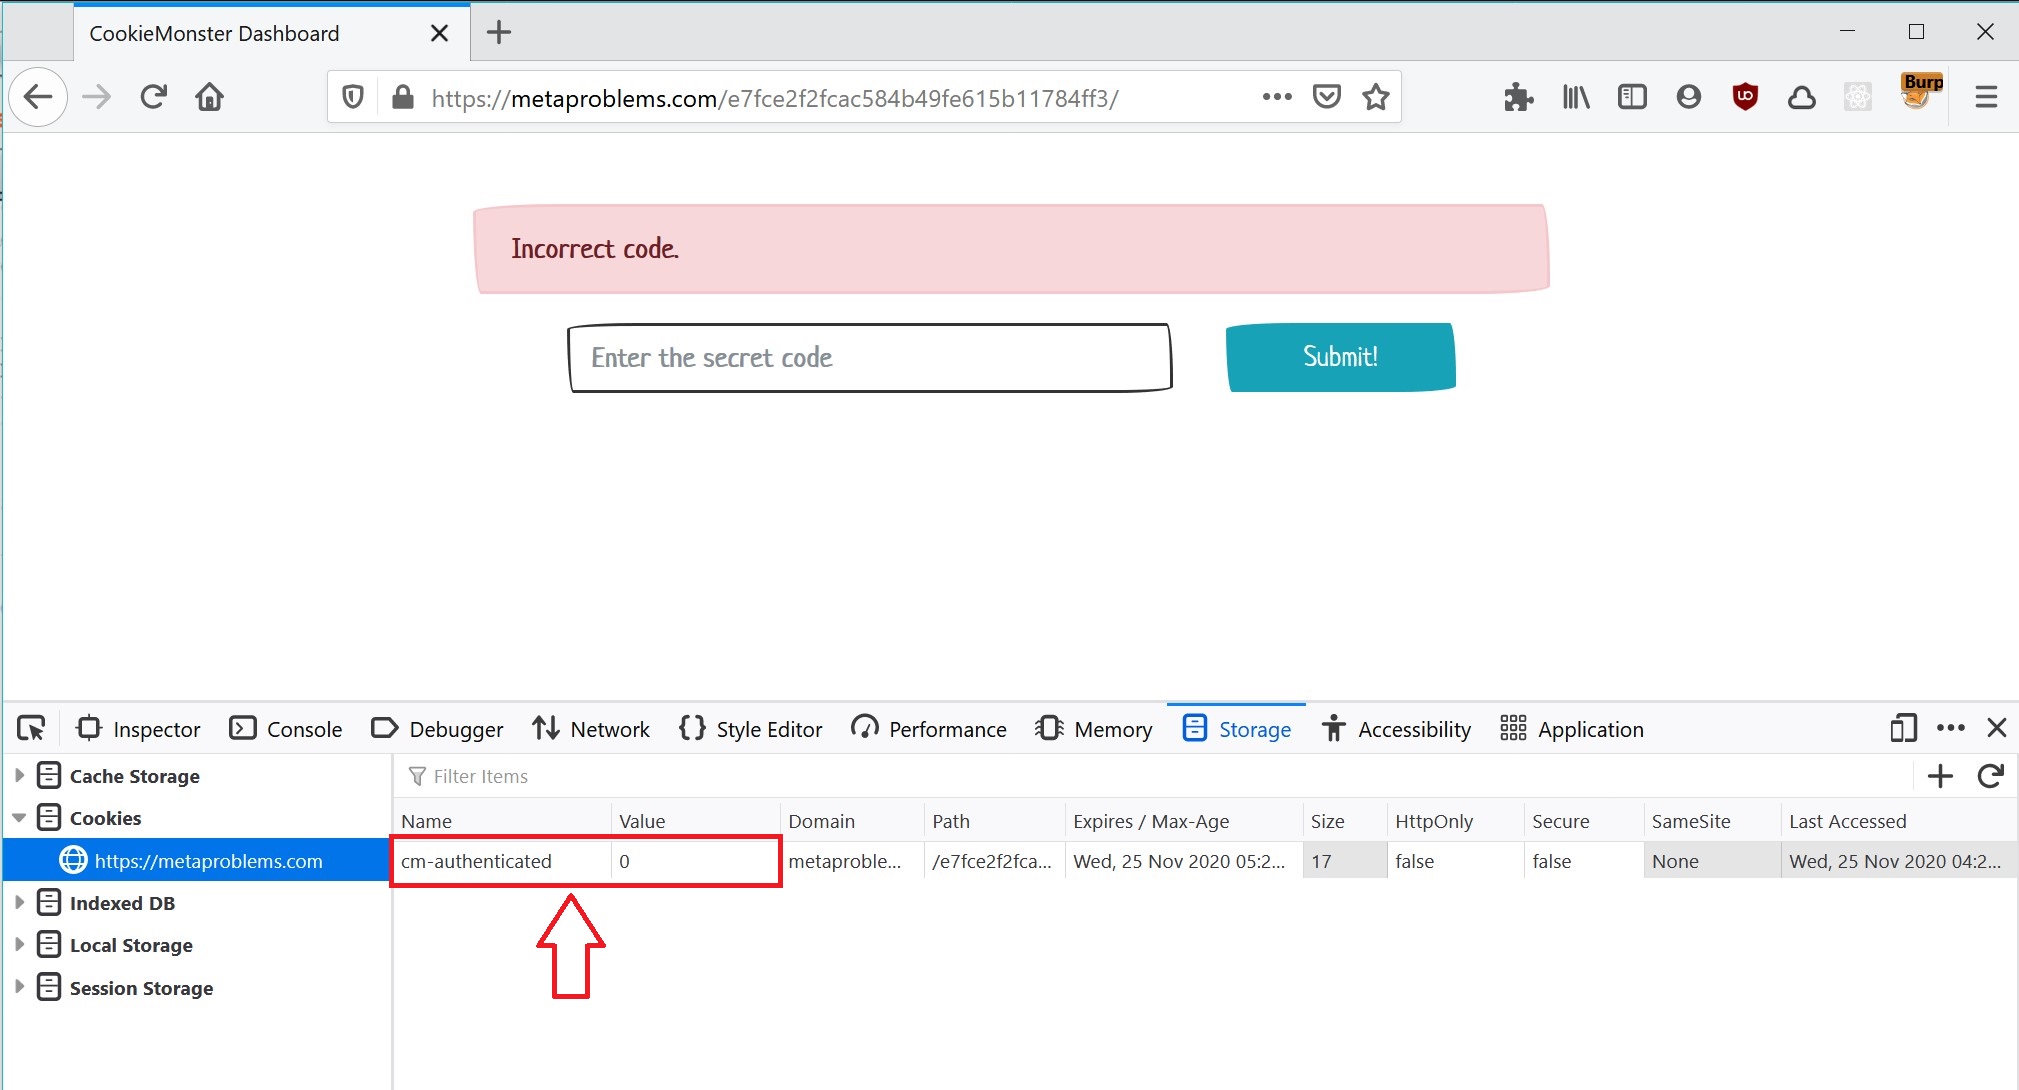 CookieMonster Dashboard
https://metaproblems.com/e7fce2f2fcac584b49fe615b11784ff3/
Burp
Incorrect code.
Enter the secret code
Submit!
Inspector Console Debugger Network Style Editor Performance Memory Storage Accessibility Application
Cache Storage
Filter Items
Cookies
Name Value Domain Path Expires / Max-Age Size HttpOnly Secure SameSite Last Accessed
https://metaproblems.com
cm-authenticated 0 metaproble... /e7fce2f2fca... Wed, 25 Nov 2020 05:2... 17 false false None Wed, 25 Nov 2020 04:2...
Indexed DB
Local Storage
Session Storage